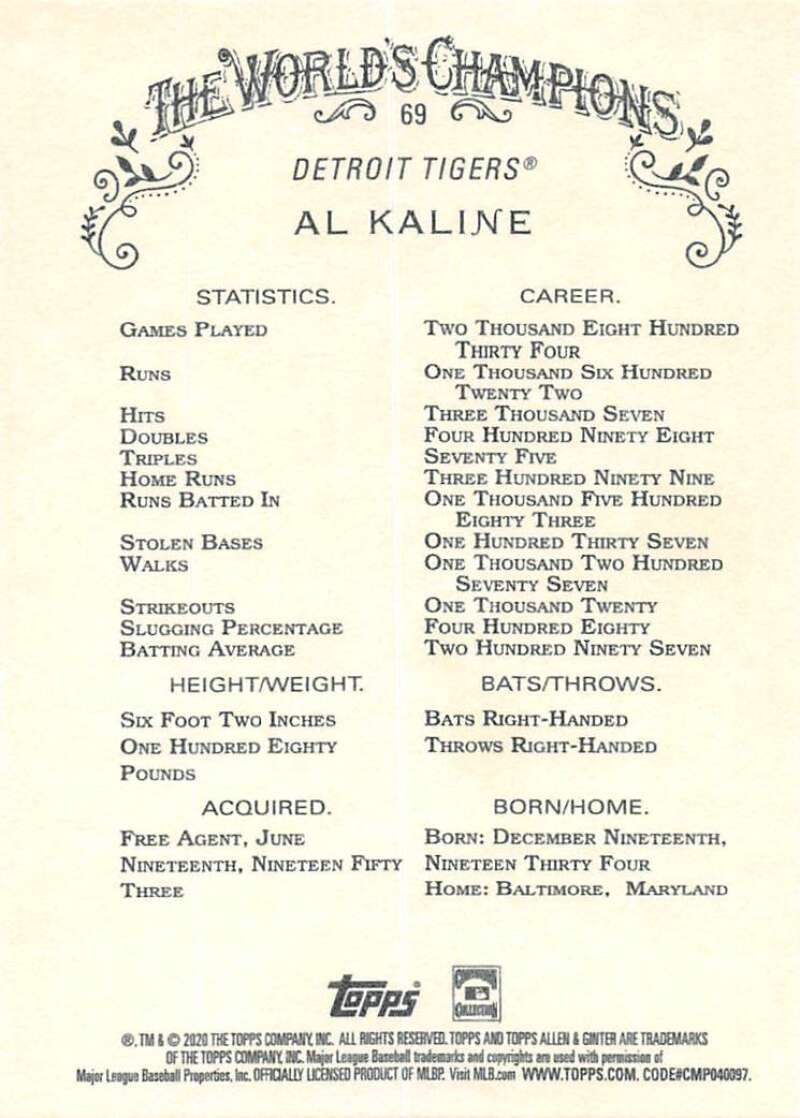 THE WORLD'S CHAMPIONS
69
DETROIT TIGERS®
AL KALINE
STATISTICS. CAREER.
GAMES PLAYED TWO THOUSAND EIGHT HUNDRED
THIRTY FOUR
RUNS ONE THOUSAND SIX HUNDRED
TWENTY TWO
HITS THREE THOUSAND SEVEN
DOUBLES FOUR HUNDRED NINETY EIGHT
TRIPLES SEVENTY FIVE
HOME RUNS THREE HUNDRED NINETY NINE
RUNS BATTED IN ONE THOUSAND FIVE HUNDRED
EIGHTY THREE
STOLEN BASES ONE HUNDRED THIRTY SEVEN
WALKS ONE THOUSAND TWO HUNDRED
SEVENTY SEVEN
STRIKEOUTS ONE THOUSAND TWENTY
SLUGGING PERCENTAGE FOUR HUNDRED EIGHTY
BATTING AVERAGE TWO HUNDRED NINETY SEVEN
HEIGHT/WEIGHT. BATS/THROWS.
SIX FOOT TWO INCHES BATS RIGHT-HANDED
ONE HUNDRED EIGHTY THROWS RIGHT-HANDED
POUNDS
ACQUIRED. BORN/HOME.
FREE AGENT, JUNE BORN: DECEMBER NINETEENTH,
NINETEENTH, NINETEEN FIFTY NINETEEN THIRTY FOUR
THREE HOME: BALTIMORE, MARYLAND
topps COOPERSTOWN
COLLECTION
®, TM & © 2020 THE TOPPS COMPANY, INC. ALL RIGHTS RESERVED. TOPPS AND TOPPS ALLEN & GINTER ARE TRADEMARKS
OF THE TOPPS COMPANY, INC. Major League Baseball trademarks and copyrights are used with permission of
Major League Baseball Properties, Inc. OFFICIALLY LICENSED PRODUCT OF MLBP. Visit MLB.com WWW.TOPPS.COM. CODE#CMP040097.